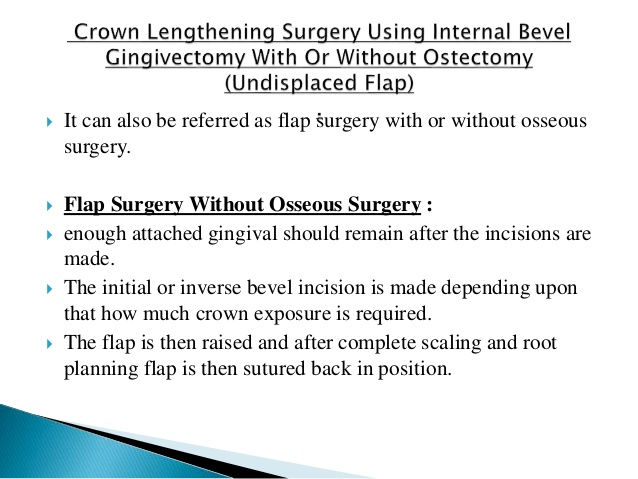 Crown Lengthening Surgery Using Internal Bevel
Gingivectomy With Or Without Ostectomy
(Undisplaced Flap)
It can also be referred as flap surgery with or without osseous
surgery.
Flap Surgery Without Osseous Surgery :
enough attached gingival should remain after the incisions are
made.
The initial or inverse bevel incision is made depending upon
that how much crown exposure is required.
The flap is then raised and after complete scaling and root
planning flap is then sutured back in position.